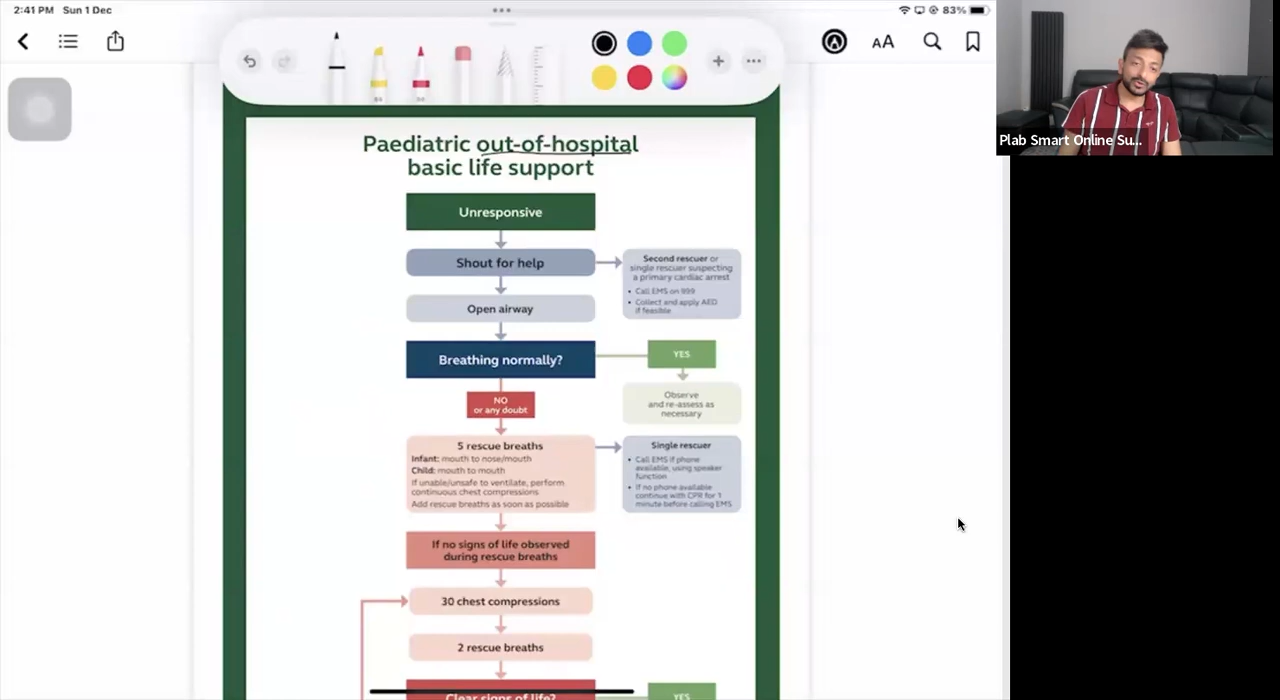 2:41 PM Sun 1 Dec
83%
AA
Plab Smart Online Su...
Paediatric out-of-hospital
basic life support
Unresponsive
Shout for help
Second rescuer or
single rescuer suspecting
a primary cardiac arrest
• Call EMS on 999
• Collect and apply AED
if feasible
Open airway
Breathing normally?
YES
NO
or any doubt
Observe
and re-assess as
necessary
5 rescue breaths
Infant: mouth to nose/mouth
Child: mouth to mouth
If unable/unsafe to ventilate, perform
continuous chest compressions
Add rescue breaths as soon as possible
Single rescuer
• Call EMS if phone
available, using speaker
function
• If no phone available
continue with CPR for 1
minute before calling EMS
If no signs of life observed
during rescue breaths
30 chest compressions
2 rescue breaths
Clear signs of life?
YES